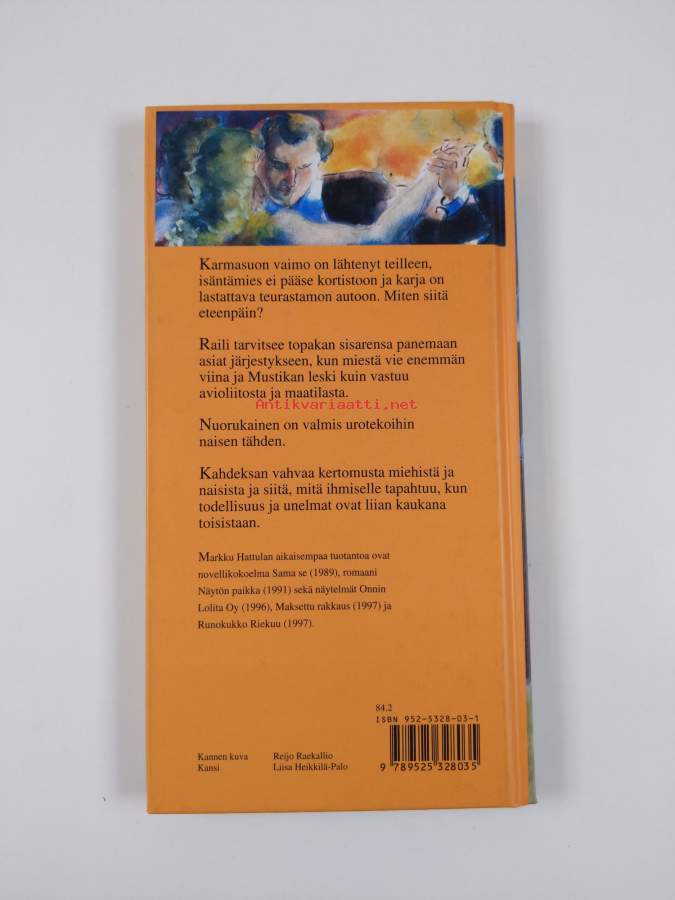 Karmasuon vaimo on lähtenyt teilleen,
isäntämies ei pääse kortistoon ja karja on
lastattava teurastamon autoon. Miten siitä
eteenpäin?
Raili tarvitsee topakan sisarensa panemaan
asiat järjestykseen, kun miestä vie enemmän
viina ja Mustikan leski kuin vastuu
avioliitosta ja maatilasta.
Antikvariaatti.net
Nuorukainen on valmis urotekoihin
naisen tähden.
Kahdeksan vahvaa kertomusta miehistä ja
naisista ja siitä, mitä ihmiselle tapahtuu, kun
todellisuus ja unelmat ovat liian kaukana
toisistaan.
Markku Hattulan aikaisempaa tuotantoa ovat
novellikokoelma Sama se (1989), romaani
Näytön paikka (1991) sekä näytelmät Onnin
Lolita Oy (1996), Maksettu rakkaus (1997) ja
Runokukko Riekuu (1997).
84.2
ISBN 952-5328-03-1
9 789525 328035
Kannen kuva Reijo Raekallio
Kansi Liisa Heikkilä-Palo